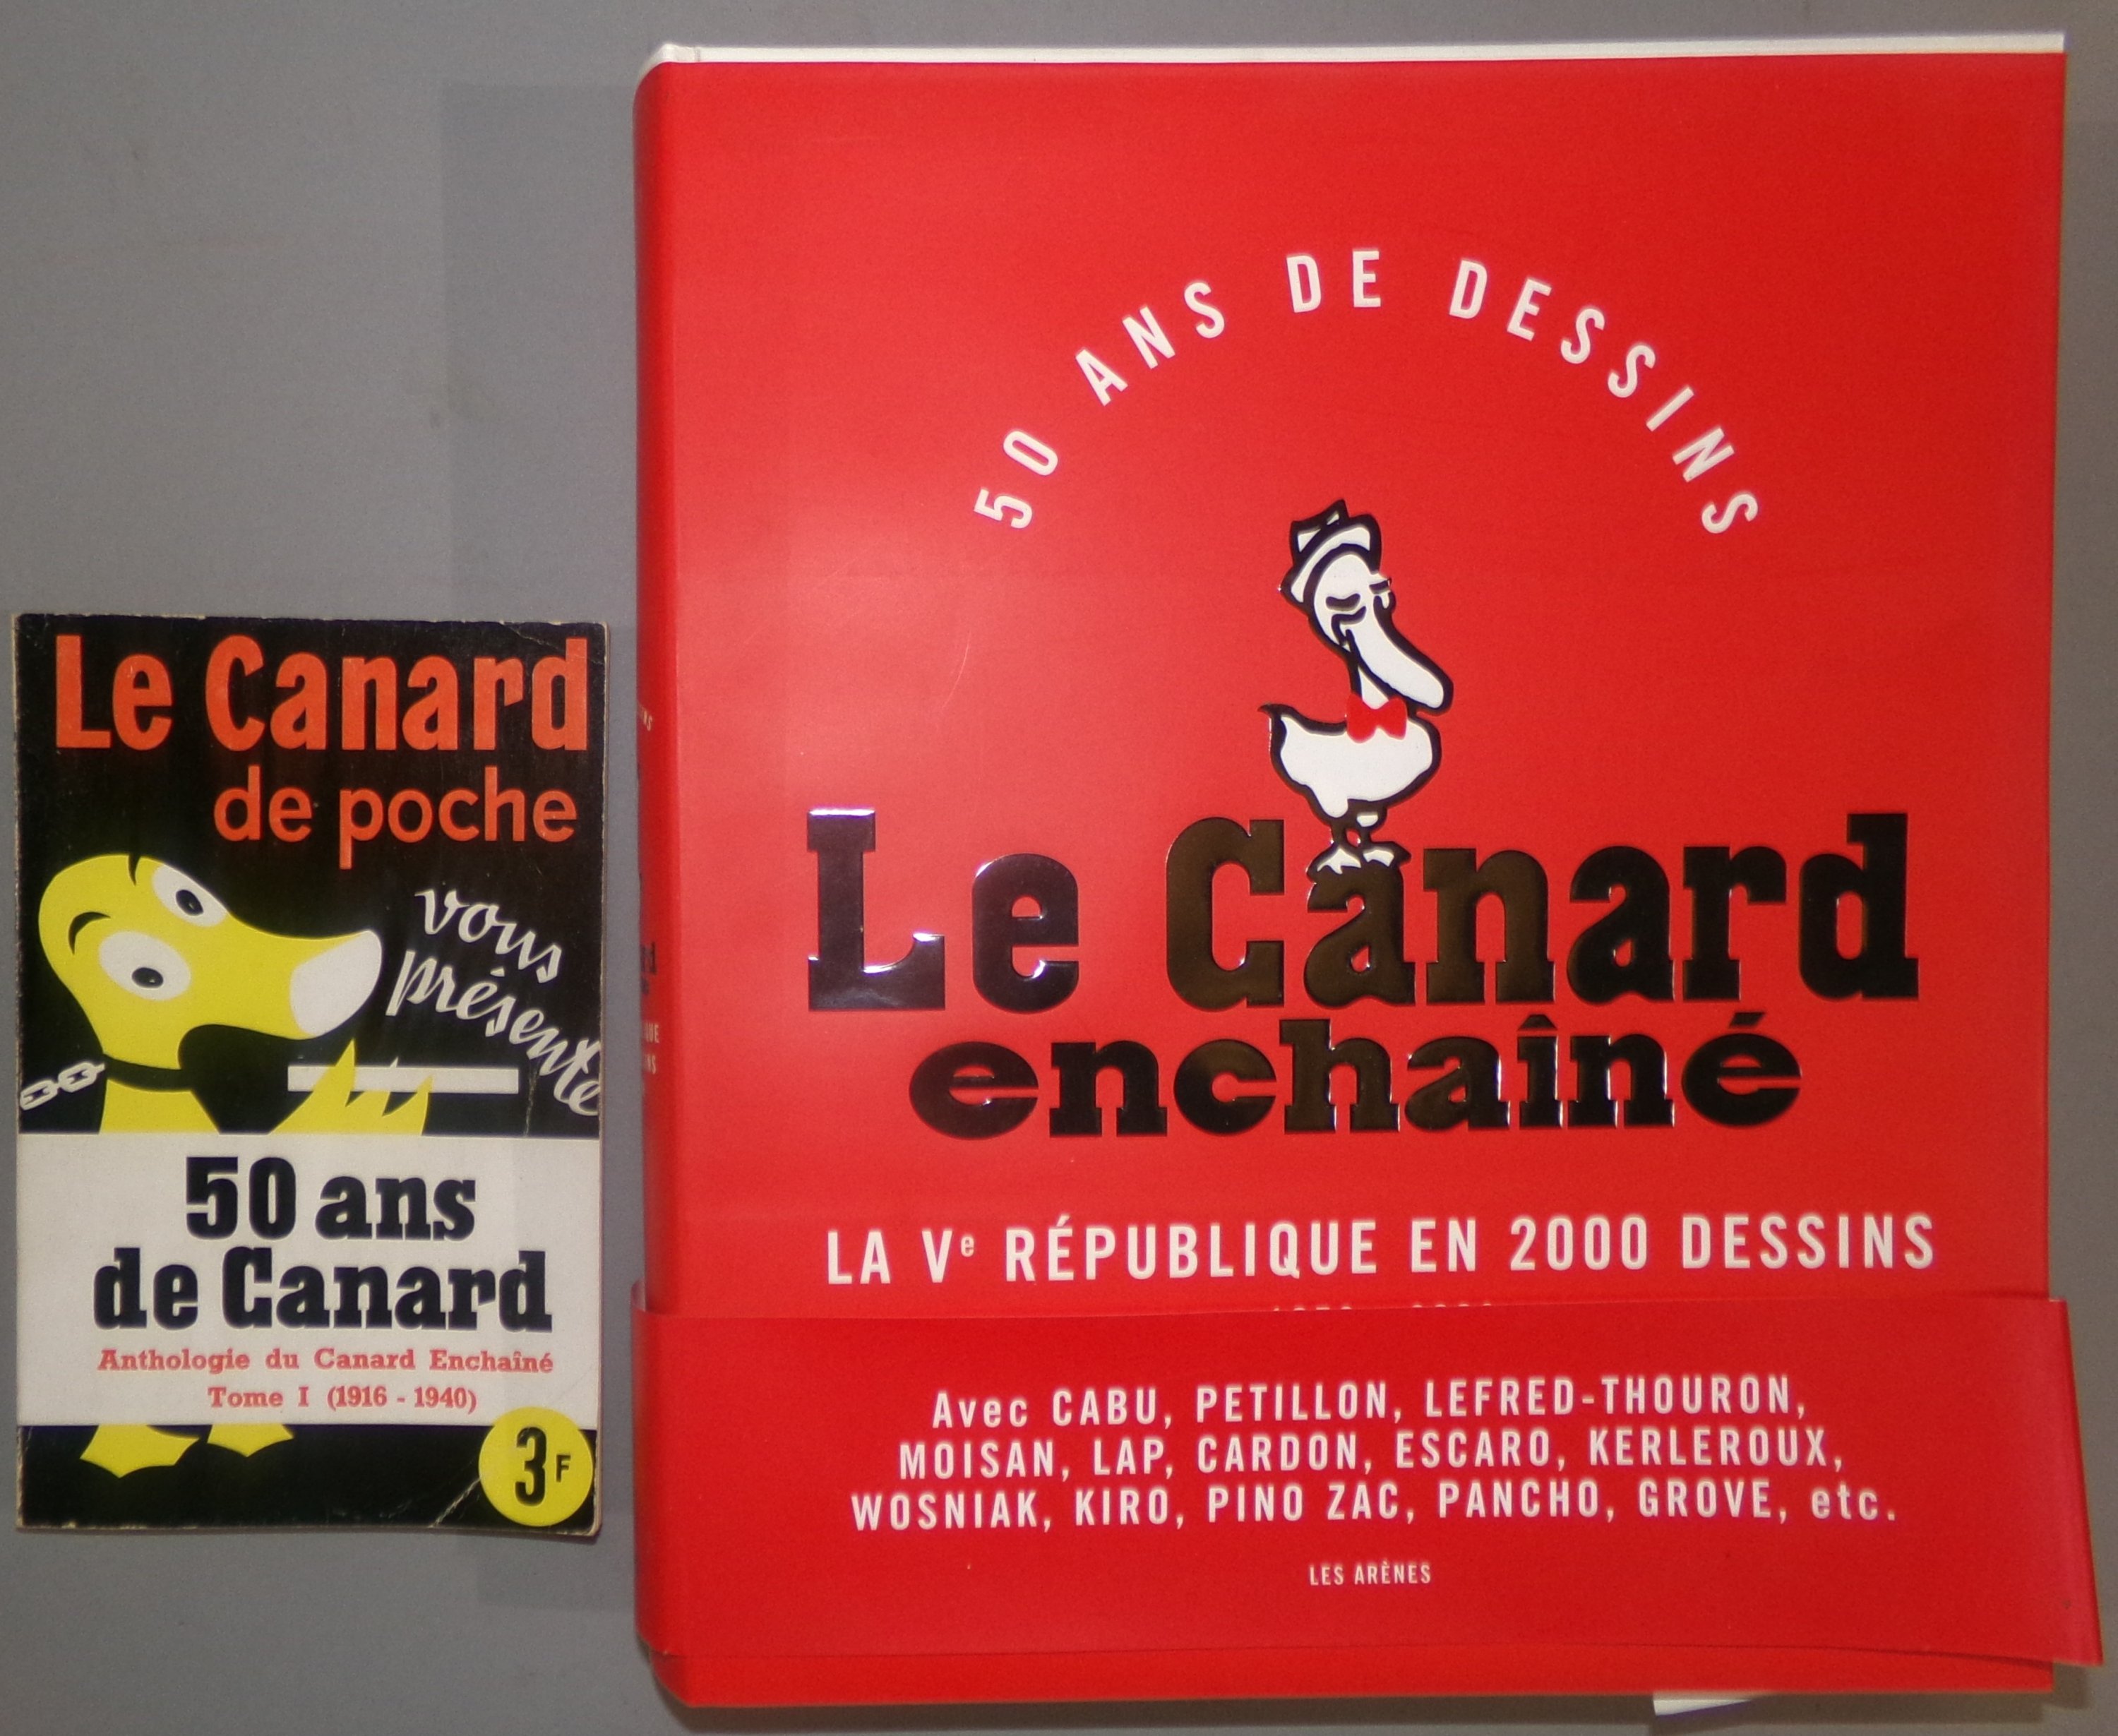 Le Canard
de poche
vous
présente
50 ans
de Canard
Anthologie du Canard Enchaîné
Tome I (1916 - 1940)
3F
50 ANS DE DESSINS
Le Canard
enchaîné
LA Ve RÉPUBLIQUE EN 2000 DESSINS
Avec CABU, PETILLON, LEFRED-THOURON,
MOISAN, LAP, CARDON, ESCARO, KERLEROUX,
WOSNIAK, KIRO, PINO ZAC, PANCHO, GROVE, etc.
LES ARÈNES